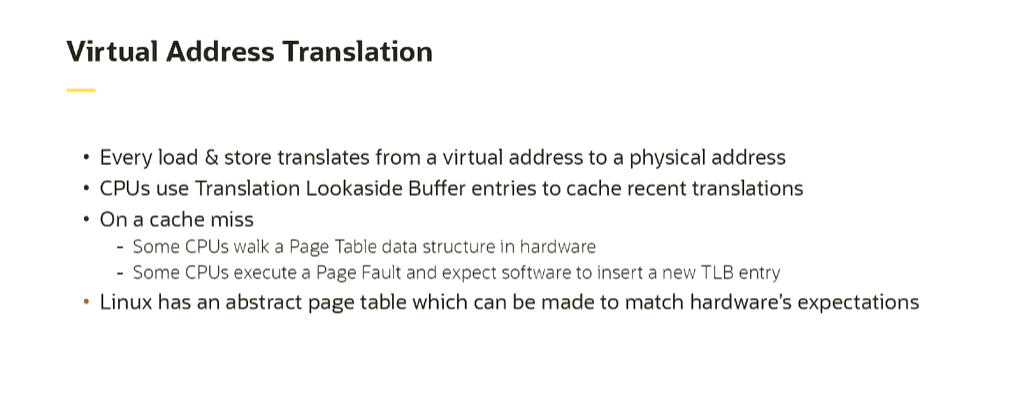 Virtual Address Translation
• Every load & store translates from a virtual address to a physical address
• CPUs use Translation Lookaside Buffer entries to cache recent translations
• On a cache miss
- Some CPUs walk a Page Table data structure in hardware
- Some CPUs execute a Page Fault and expect software to insert a new TLB entry
• Linux has an abstract page table which can be made to match hardware's expectations